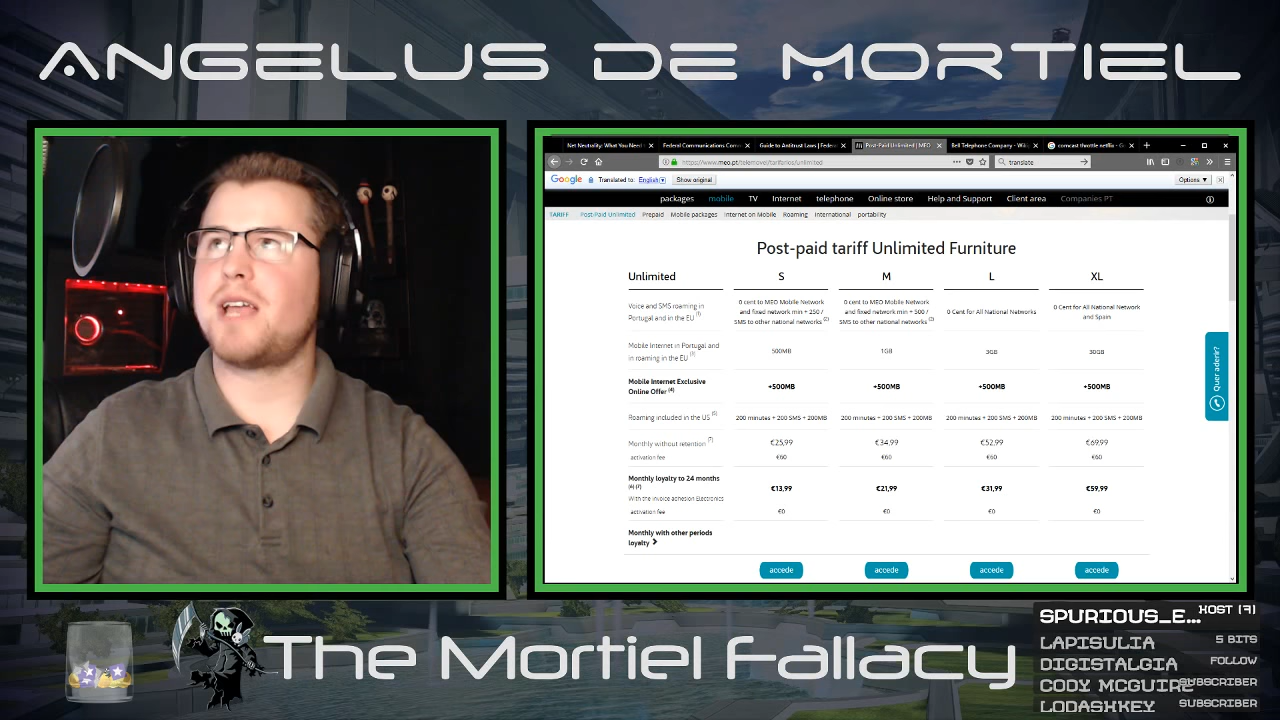 ANGELUS DE MORTIEL
Net Neutrality: What You Need
Federal Communications Comm
Guide to Antitrust Laws | Federa
Post-Paid Unlimited | MEO
Bell Telephone Company - Wiki
comcast throttle netflix - G
https://www.meo.pt/telemovel/tarifarios/unlimited
translate
Google Translated to: English Show original Options
packages mobile TV Internet telephone Online store Help and Support Client area Companies PT
TARIFF Post-Paid Unlimited Prepaid Mobile packages Internet on Mobile Roaming International portability
Post-paid tariff Unlimited Furniture
Unlimited S M L XL
Voice and SMS roaming in Portugal and in the EU (1)
0 cent to MEO Mobile Network and fixed network min + 250 / SMS to other national networks (2)
0 cent to MEO Mobile Network and fixed network min + 500 / SMS to other national networks (2)
0 Cent for All National Networks
0 Cent for All National Network and Spain
Mobile Internet in Portugal and in roaming in the EU (3)
500MB 1GB 3GB 30GB
Mobile Internet Exclusive Online Offer (4)
+500MB +500MB +500MB +500MB
Roaming included in the US (5)
200 minutes + 200 SMS + 200MB 200 minutes + 200 SMS + 200MB 200 minutes + 200 SMS + 200MB 200 minutes + 200 SMS + 200MB
Monthly without retention (7) €25,99 €34,99 €52,99 €69,99
activation fee €60 €60 €60 €60
Monthly loyalty to 24 months (6) (7)
€13,99 €21,99 €31,99 €59,99
With the invoice adhesion Electronics
activation fee €0 €0 €0 €0
Monthly with other periods loyalty
accede accede accede accede
Quer aderir?
The Mortiel Fallacy
SPURIOUS_E... HOST (7)
LAPISULIA 5 BITS
DIGISTALGIA FOLLOW
CODY MCGUIRE SUBSCRIBER
LODASHKEY SUBSCRIBER